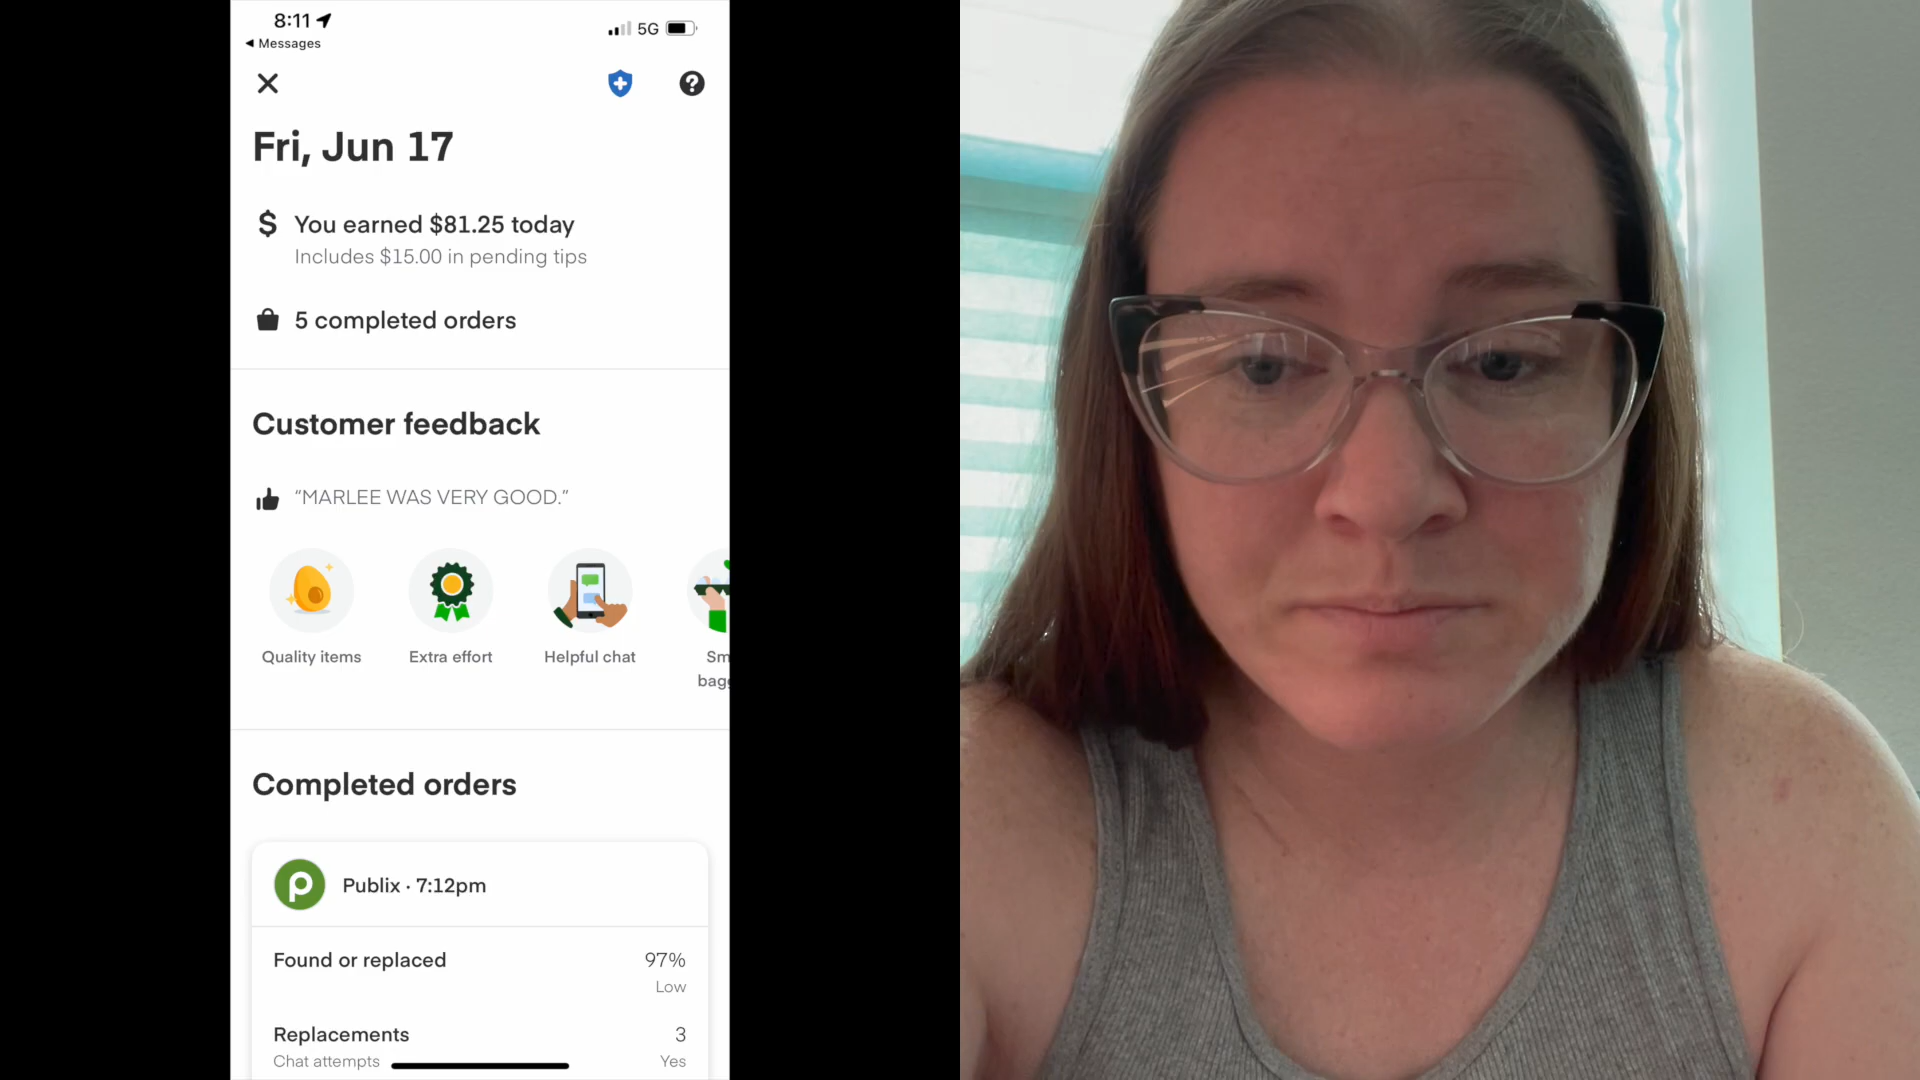 8:11
5G
◀ Messages
Fri, Jun 17
$ You earned $81.25 today
Includes $15.00 in pending tips
5 completed orders
Customer feedback
“MARLEE WAS VERY GOOD.”
Quality items
Extra effort
Helpful chat
Sm
bagg
Completed orders
Publix · 7:12pm
Found or replaced 97%
Low
Replacements 3
Chat attempts Yes